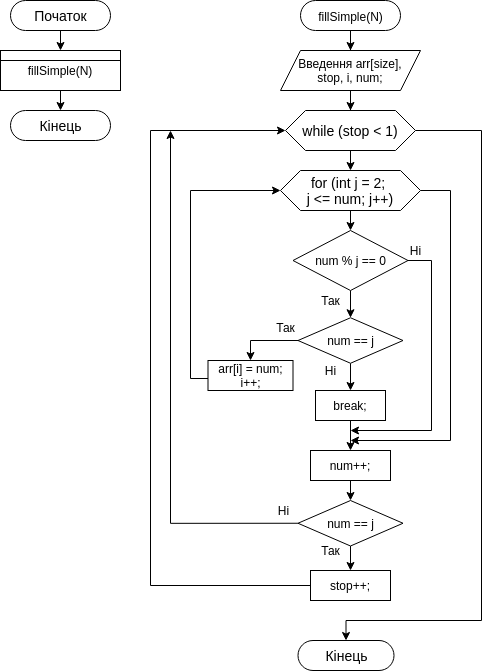 Початок
fillSimple(N)
Кінець
fillSimple(N)
Введення arr[size],
stop, i, num;
while (stop < 1)
for (int j = 2;
j <= num; j++)
num % j == 0
Ні
Так
num == j
Так
Ні
arr[i] = num;
i++;
break;
num++;
num == j
Ні
Так
stop++;
Кінець